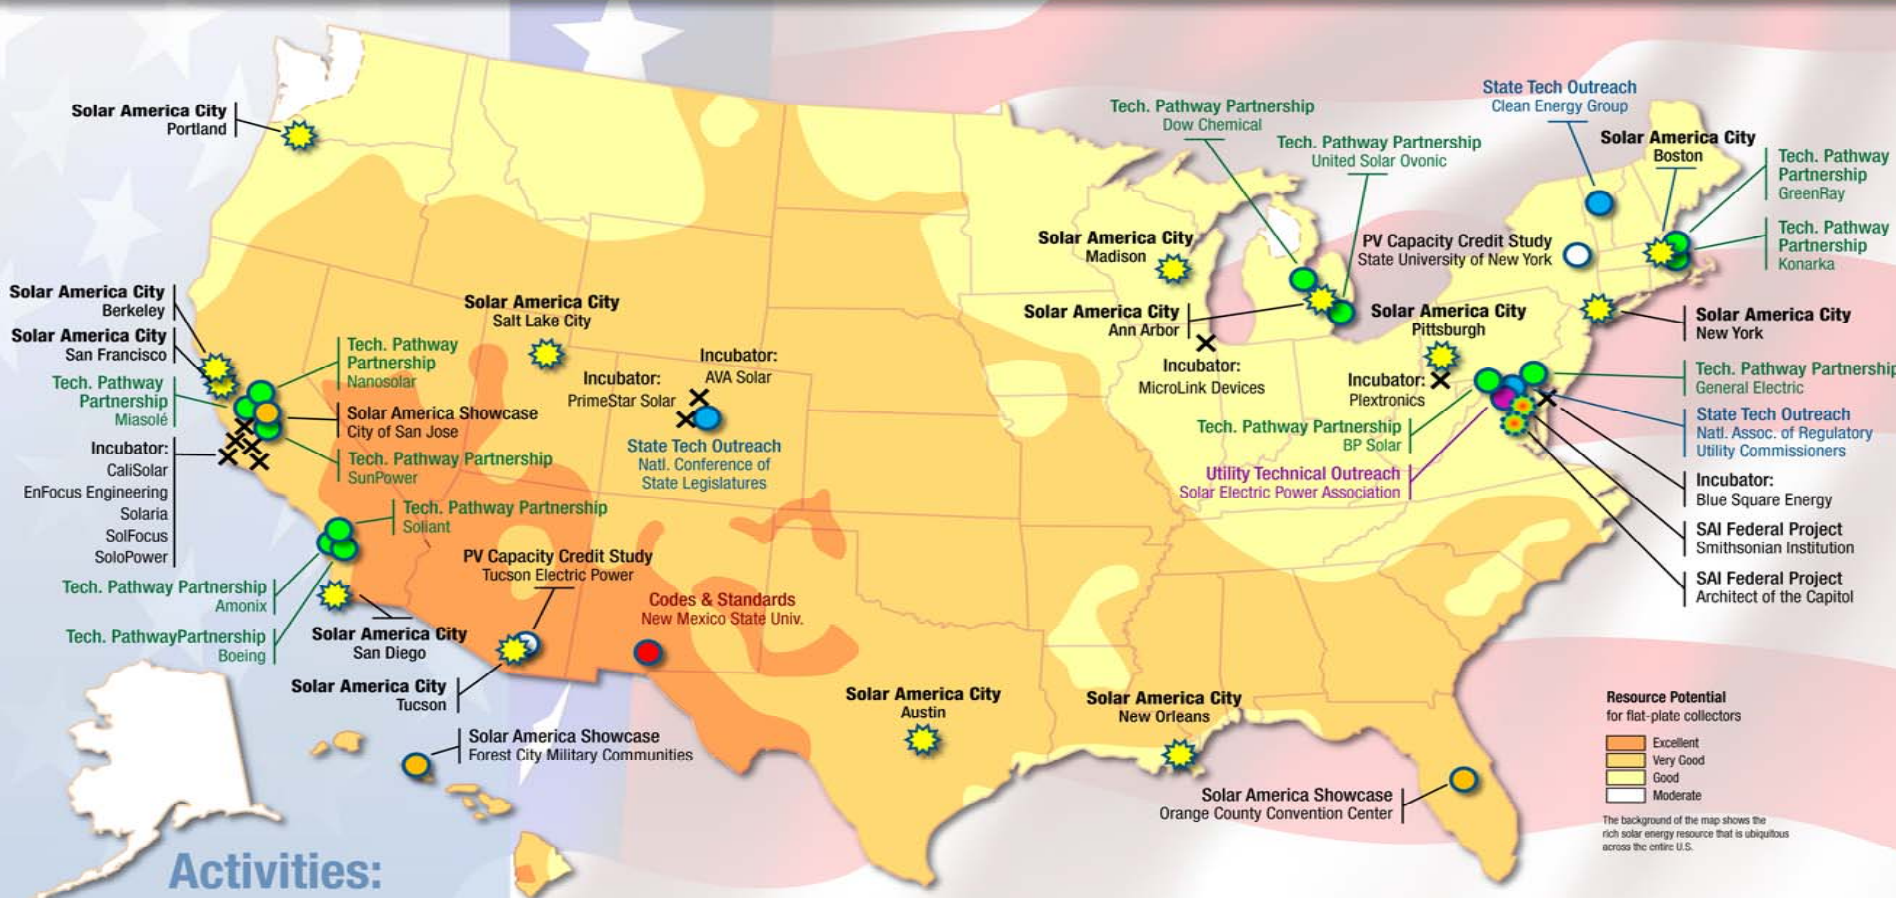 Solar America City
Portland
Solar America City
Berkeley
Solar America City
San Francisco
Tech. Pathway
Partnership
Miasolé
Incubator:
CaliSolar
EnFocus Engineering
Solaria
SolFocus
SoloPower
Tech. Pathway
Partnership
Nanosolar
Solar America Showcase
City of San Jose
Tech. Pathway Partnership
SunPower
Tech. Pathway Partnership
Soliant
Tech. Pathway Partnership
Amonix
Tech. PathwayPartnership
Boeing
Solar America City
San Diego
Solar America City
Tucson
PV Capacity Credit Study
Tucson Electric Power
Solar America City
Salt Lake City
Incubator:
AVA Solar
Incubator:
PrimeStar Solar
State Tech Outreach
Natl. Conference of
State Legislatures
Codes & Standards
New Mexico State Univ.
Solar America Showcase
Forest City Military Communities
Solar America City
Austin
Solar America City
New Orleans
Solar America Showcase
Orange County Convention Center
Solar America City
Madison
Solar America City
Ann Arbor
Incubator:
MicroLink Devices
Tech. Pathway Partnership
Dow Chemical
Tech. Pathway Partnership
United Solar Ovonic
State Tech Outreach
Clean Energy Group
Solar America City
Boston
Tech. Pathway
Partnership
GreenRay
Tech. Pathway
Partnership
Konarka
PV Capacity Credit Study
State University of New York
Solar America City
Pittsburgh
Incubator:
Plextronics
Tech. Pathway Partnership
BP Solar
Utility Technical Outreach
Solar Electric Power Association
Solar America City
New York
Tech. Pathway Partnership
General Electric
State Tech Outreach
Natl. Assoc. of Regulatory
Utility Commissioners
Incubator:
Blue Square Energy
SAI Federal Project
Smithsonian Institution
SAI Federal Project
Architect of the Capitol
Resource Potential
for flat-plate collectors
Excellent
Very Good
Good
Moderate
The background of the map shows the
rich solar energy resource that is ubiquitous
across the entire U.S.
Activities: